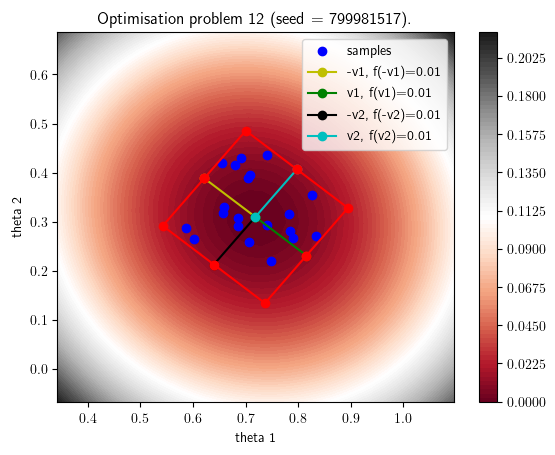 Optimisation problem 12 (seed = 799981517).
samples
-v1, f(-v1)=0.01
v1, f(v1)=0.01
-v2, f(-v2)=0.01
v2, f(v2)=0.01
0.6
0.5
0.4
0.3
0.2
0.1
0.0
theta 2
0.4 0.5 0.6 0.7 0.8 0.9 1.0
theta 1
0.2025
0.1800
0.1575
0.1350
0.1125
0.0900
0.0675
0.0450
0.0225
0.0000